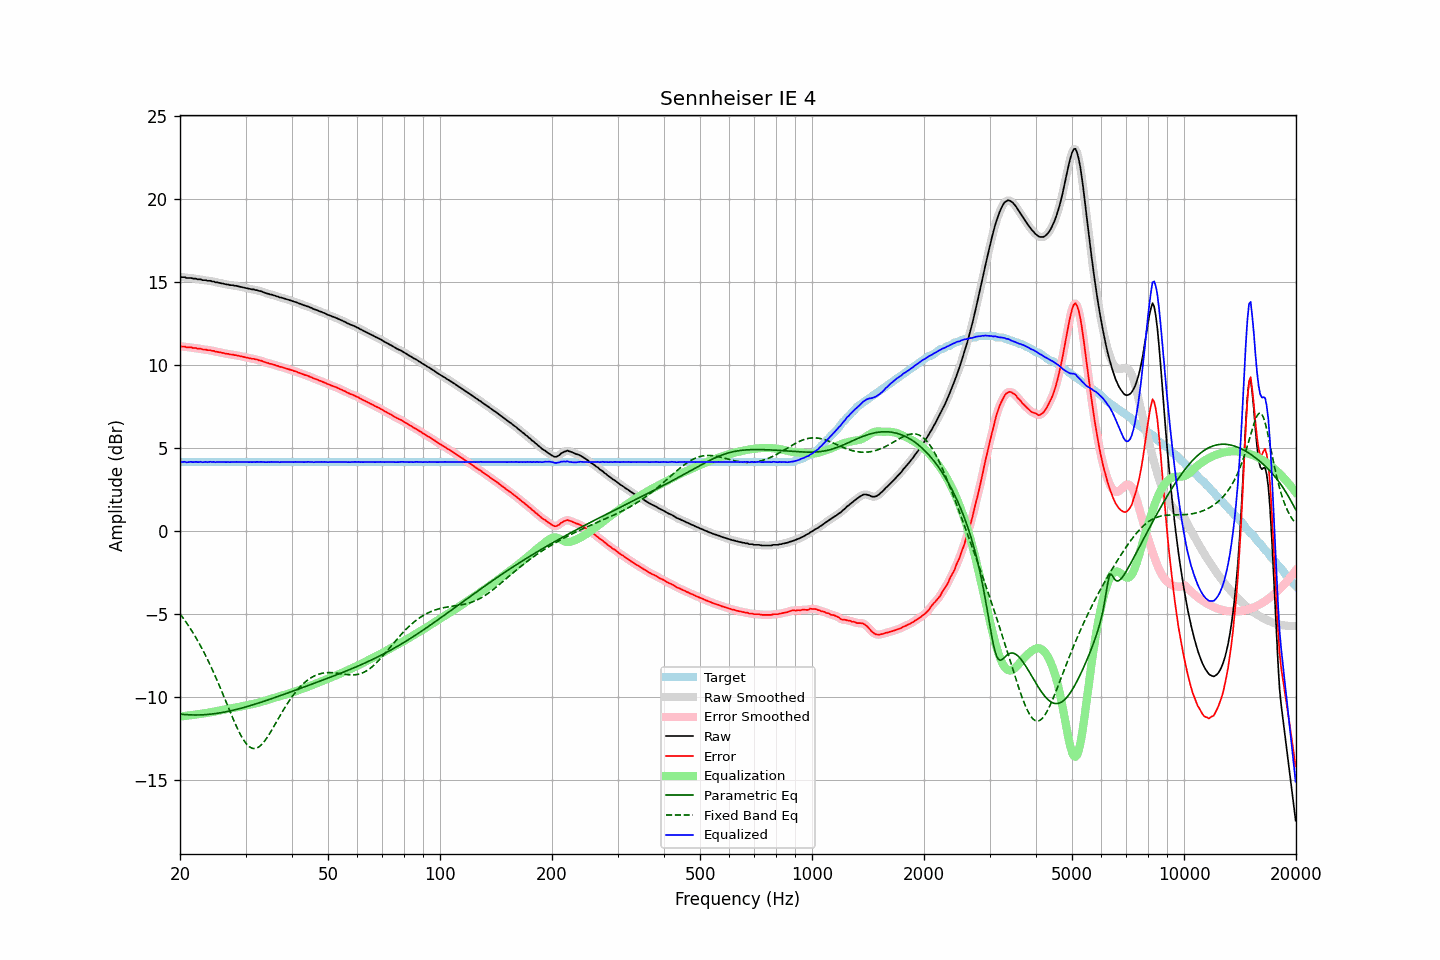 Sennheiser IE 4
25
20
15
10
5
0
−5
−10
−15
Amplitude (dBr)
20
50
100
200
500
1000
2000
5000
10000
20000
Frequency (Hz)
Target
Raw Smoothed
Error Smoothed
Raw
Error
Equalization
Parametric Eq
Fixed Band Eq
Equalized